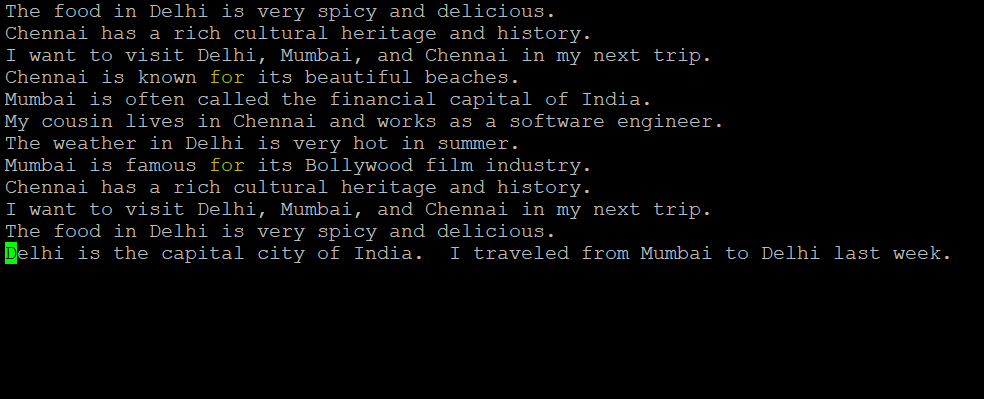 The food in Delhi is very spicy and delicious.
Chennai has a rich cultural heritage and history.
I want to visit Delhi, Mumbai, and Chennai in my next trip.
Chennai is known for its beautiful beaches.
Mumbai is often called the financial capital of India.
My cousin lives in Chennai and works as a software engineer.
The weather in Delhi is very hot in summer.
Mumbai is famous for its Bollywood film industry.
Chennai has a rich cultural heritage and history.
I want to visit Delhi, Mumbai, and Chennai in my next trip.
The food in Delhi is very spicy and delicious.
Delhi is the capital city of India.  I traveled from Mumbai to Delhi last week.